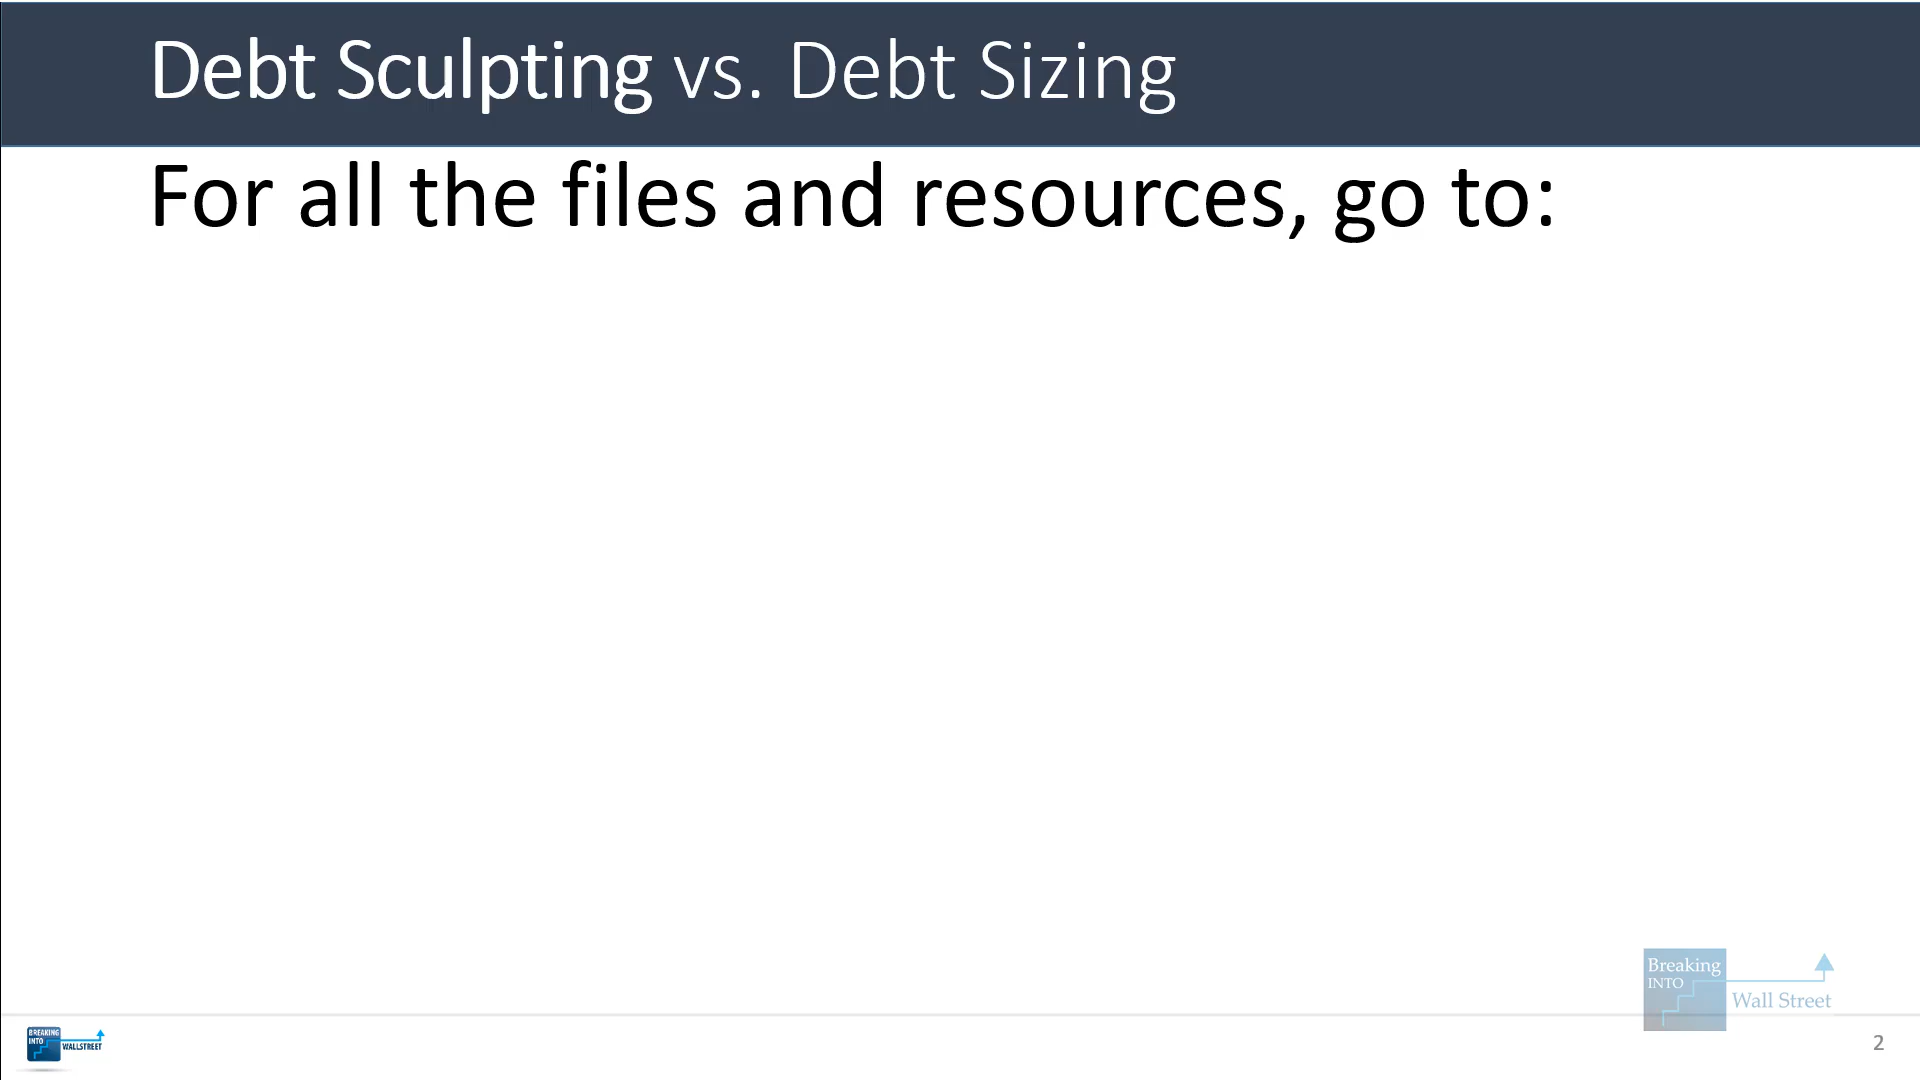 Debt Sculpting vs. Debt Sizing
For all the files and resources, go to:
Breaking
INTO
Wall Street
BREAKING
INTO
WALLSTREET
2